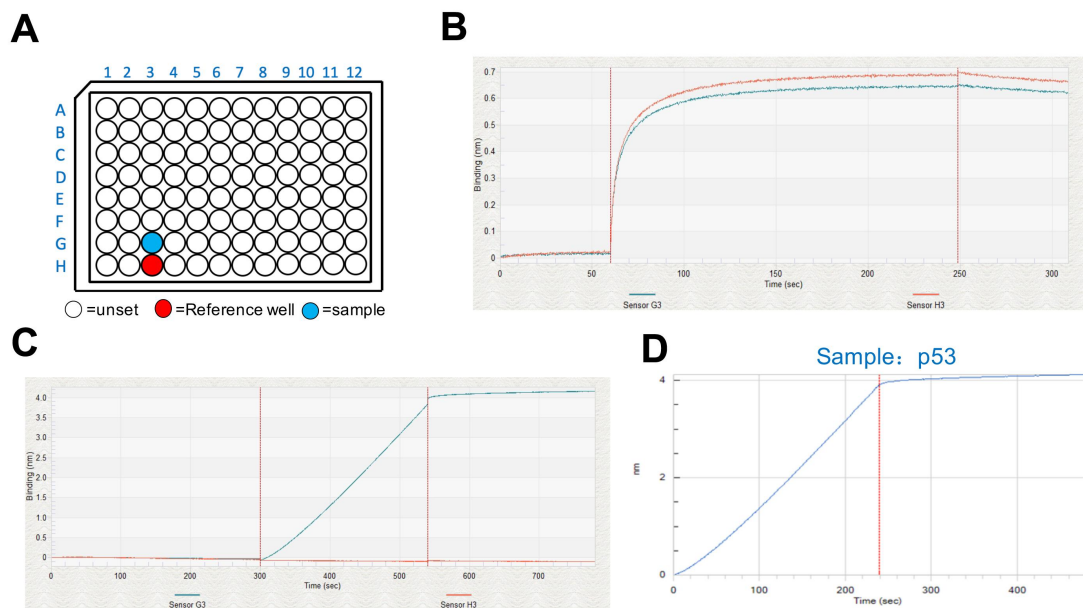 A
1 2 3 4 5 6 7 8 9 10 11 12
A
B
C
D
E
F
G
H
=unset =Reference well =sample
B
Binding (nm)
0.7
0.6
0.5
0.4
0.3
0.2
0.1
0
0 50 100 150 200 250 300
Time (sec)
Sensor G3 Sensor H3
C
Binding (nm)
4.0
3.5
3.0
2.5
2.0
1.5
1.0
0.5
0
0 100 200 300 400 500 600 700
Time (sec)
Sensor G3 Sensor H3
D
Sample: p53
nm
4
2
0
0 100 200 300 400
Time (sec)